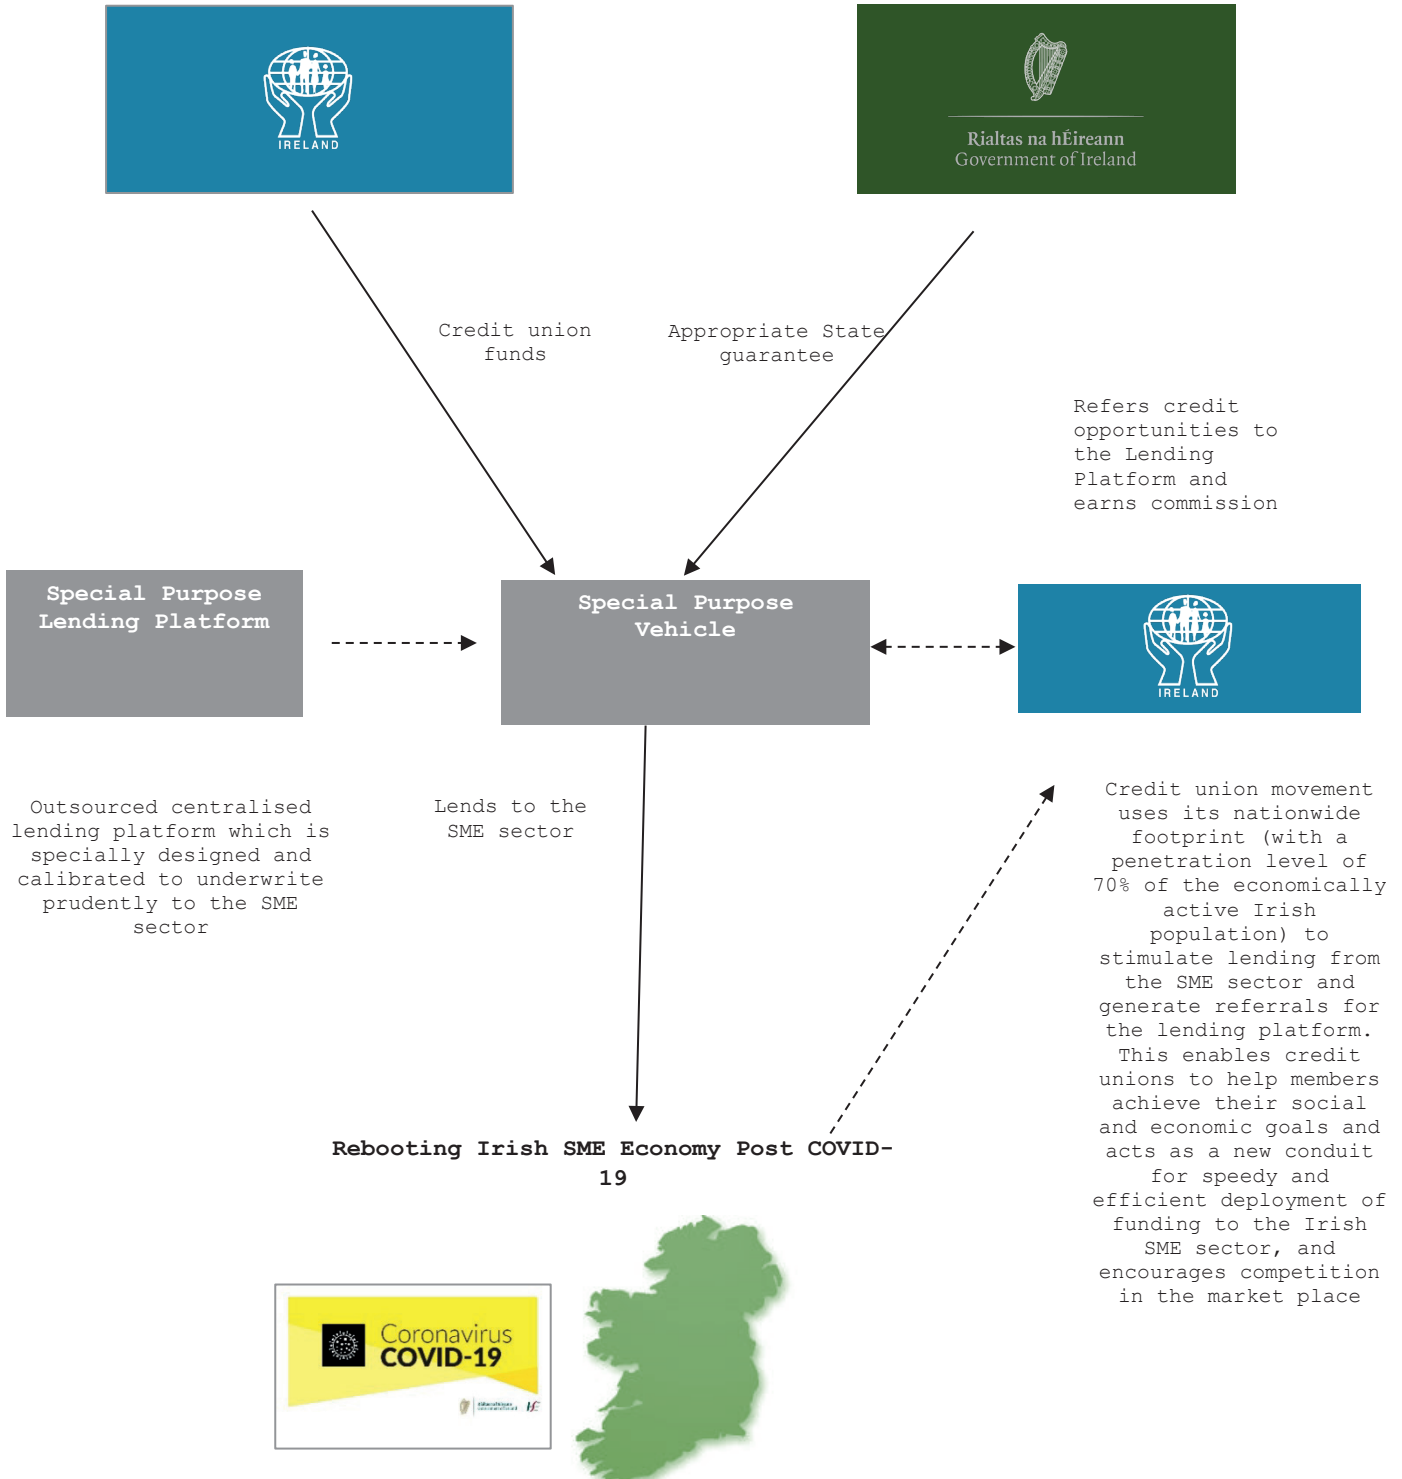 IRELAND
Rialtas na hÉireann
Government of Ireland
Credit union
funds
Appropriate State
guarantee
Refers credit
opportunities to
the Lending
Platform and
earns commission
Special Purpose
Lending Platform
Special Purpose
Vehicle
IRELAND
Outsourced centralised
lending platform which is
specially designed and
calibrated to underwrite
prudently to the SME
sector
Lends to the
SME sector
Credit union movement
uses its nationwide
footprint (with a
penetration level of
70% of the economically
active Irish
population) to
stimulate lending from
the SME sector and
generate referrals for
the lending platform.
This enables credit
unions to help members
achieve their social
and economic goals and
acts as a new conduit
for speedy and
efficient deployment of
funding to the Irish
SME sector, and
encourages competition
in the market place
Rebooting Irish SME Economy Post COVID-
19
Coronavirus
COVID-19